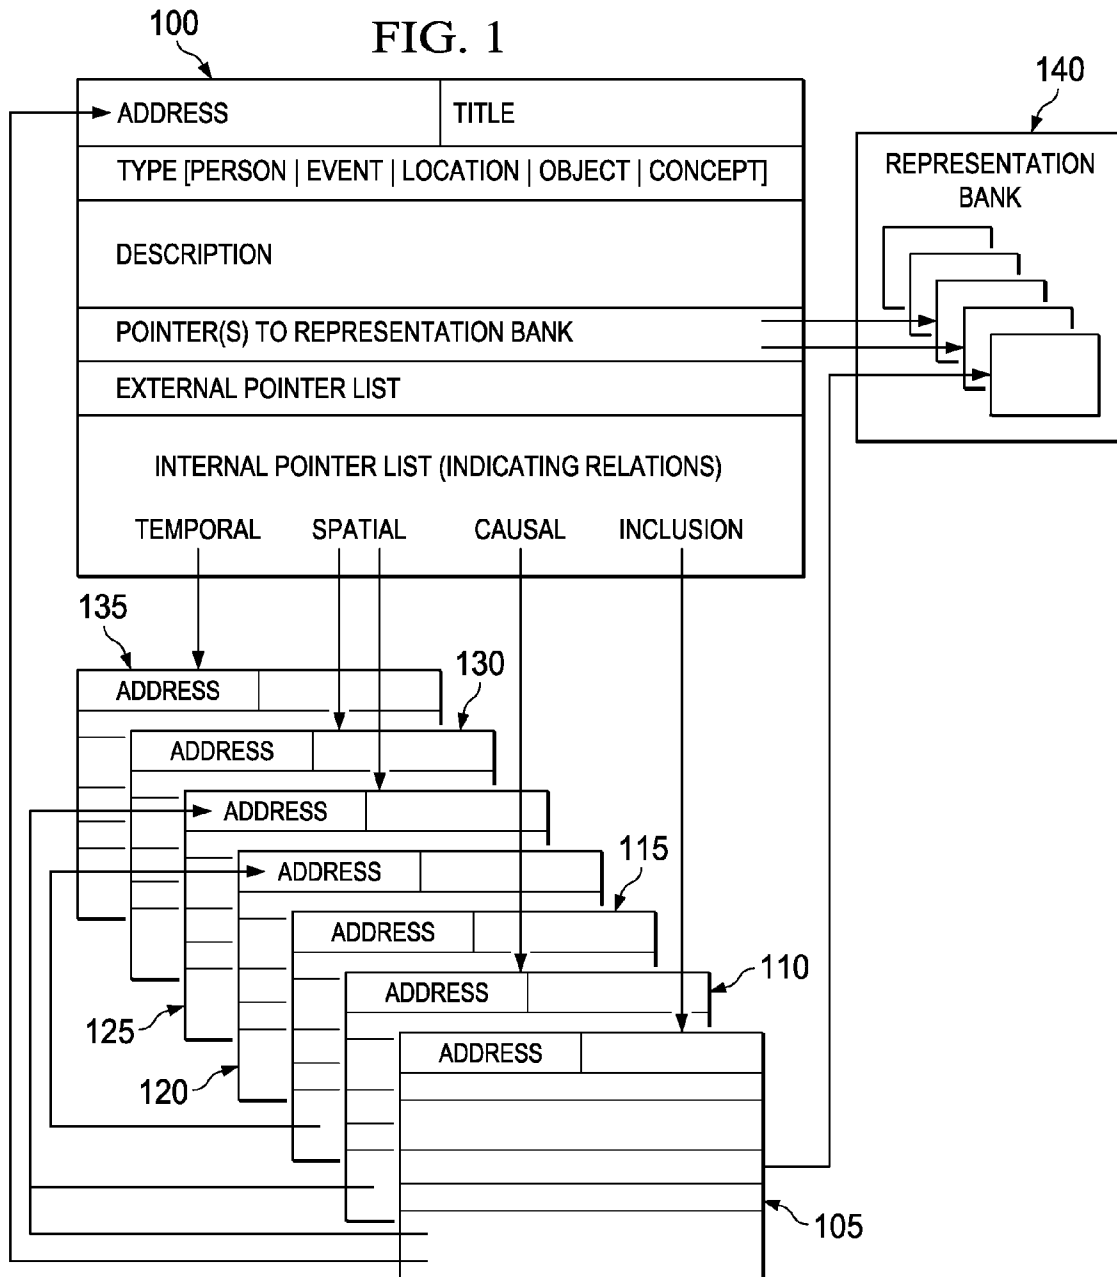 FIG. 1
100
140
ADDRESS
TITLE
TYPE [PERSON | EVENT | LOCATION | OBJECT | CONCEPT]
DESCRIPTION
POINTER(S) TO REPRESENTATION BANK
EXTERNAL POINTER LIST
INTERNAL POINTER LIST (INDICATING RELATIONS)
TEMPORAL
SPATIAL
CAUSAL
INCLUSION
REPRESENTATION
BANK
135
ADDRESS
130
ADDRESS
ADDRESS
115
ADDRESS
ADDRESS
110
ADDRESS
125
ADDRESS
120
105